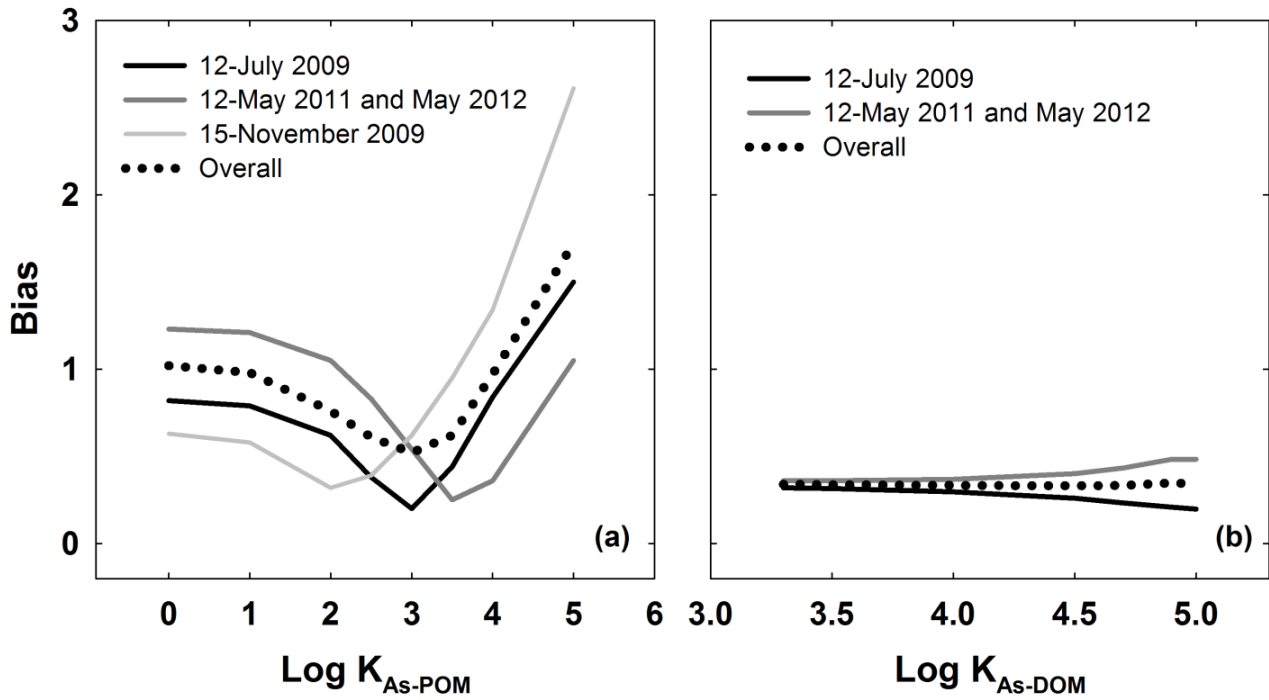 3
2
1
0
Bias
12-July 2009
12-May 2011 and May 2012
15-November 2009
Overall
(a)
0 1 2 3 4 5 6
Log K_As-POM
12-July 2009
12-May 2011 and May 2012
Overall
(b)
3.0 3.5 4.0 4.5 5.0
Log K_As-DOM